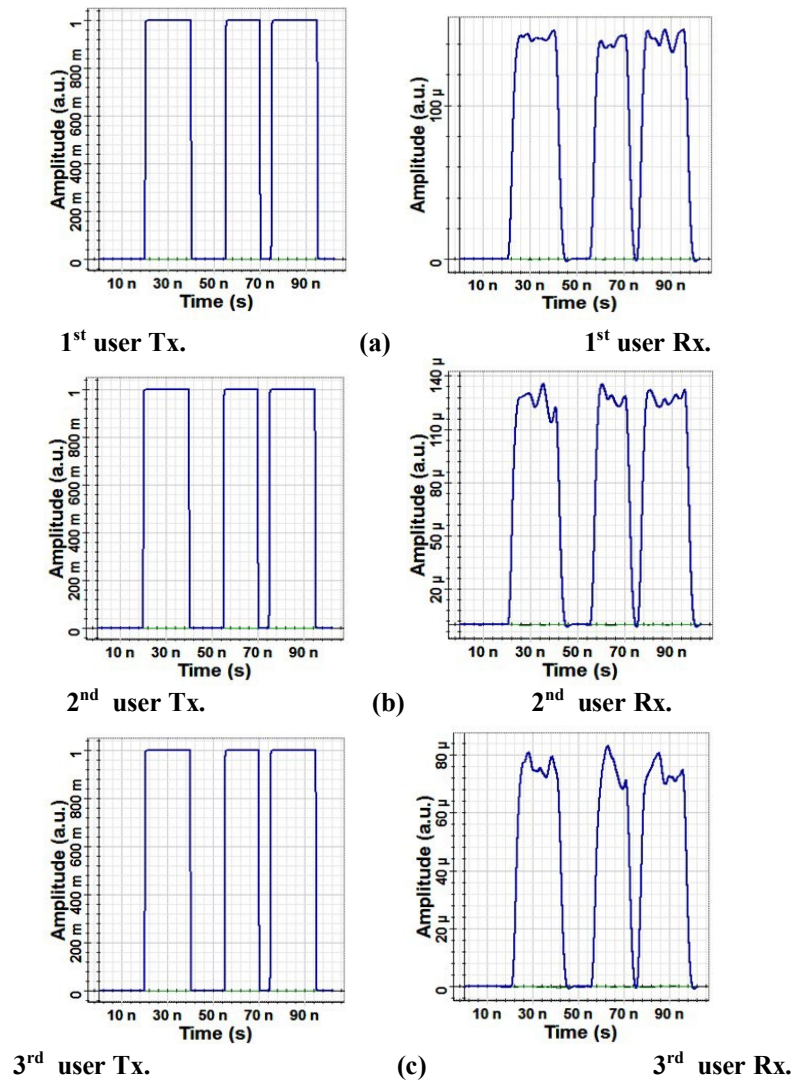 Amplitude (a.u.)
1
800 m
600 m
400 m
200 m
0
10 n 30 n 50 n 70 n 90 n
Time (s)
Amplitude (a.u.)
100 µ
0
10 n 30 n 50 n 70 n 90 n
Time (s)
1st user Tx. (a) 1st user Rx.
Amplitude (a.u.)
1
800 m
600 m
400 m
200 m
0
10 n 30 n 50 n 70 n 90 n
Time (s)
Amplitude (a.u.)
140 µ
110 µ
80 µ
50 µ
20 µ
10 n 30 n 50 n 70 n 90 n
Time (s)
2nd user Tx. (b) 2nd user Rx.
Amplitude (a.u.)
1
800 m
600 m
400 m
200 m
0
10 n 30 n 50 n 70 n 90 n
Time (s)
Amplitude (a.u.)
80 µ
60 µ
40 µ
20 µ
0
10 n 30 n 50 n 70 n 90 n
Time (s)
3rd user Tx. (c) 3rd user Rx.